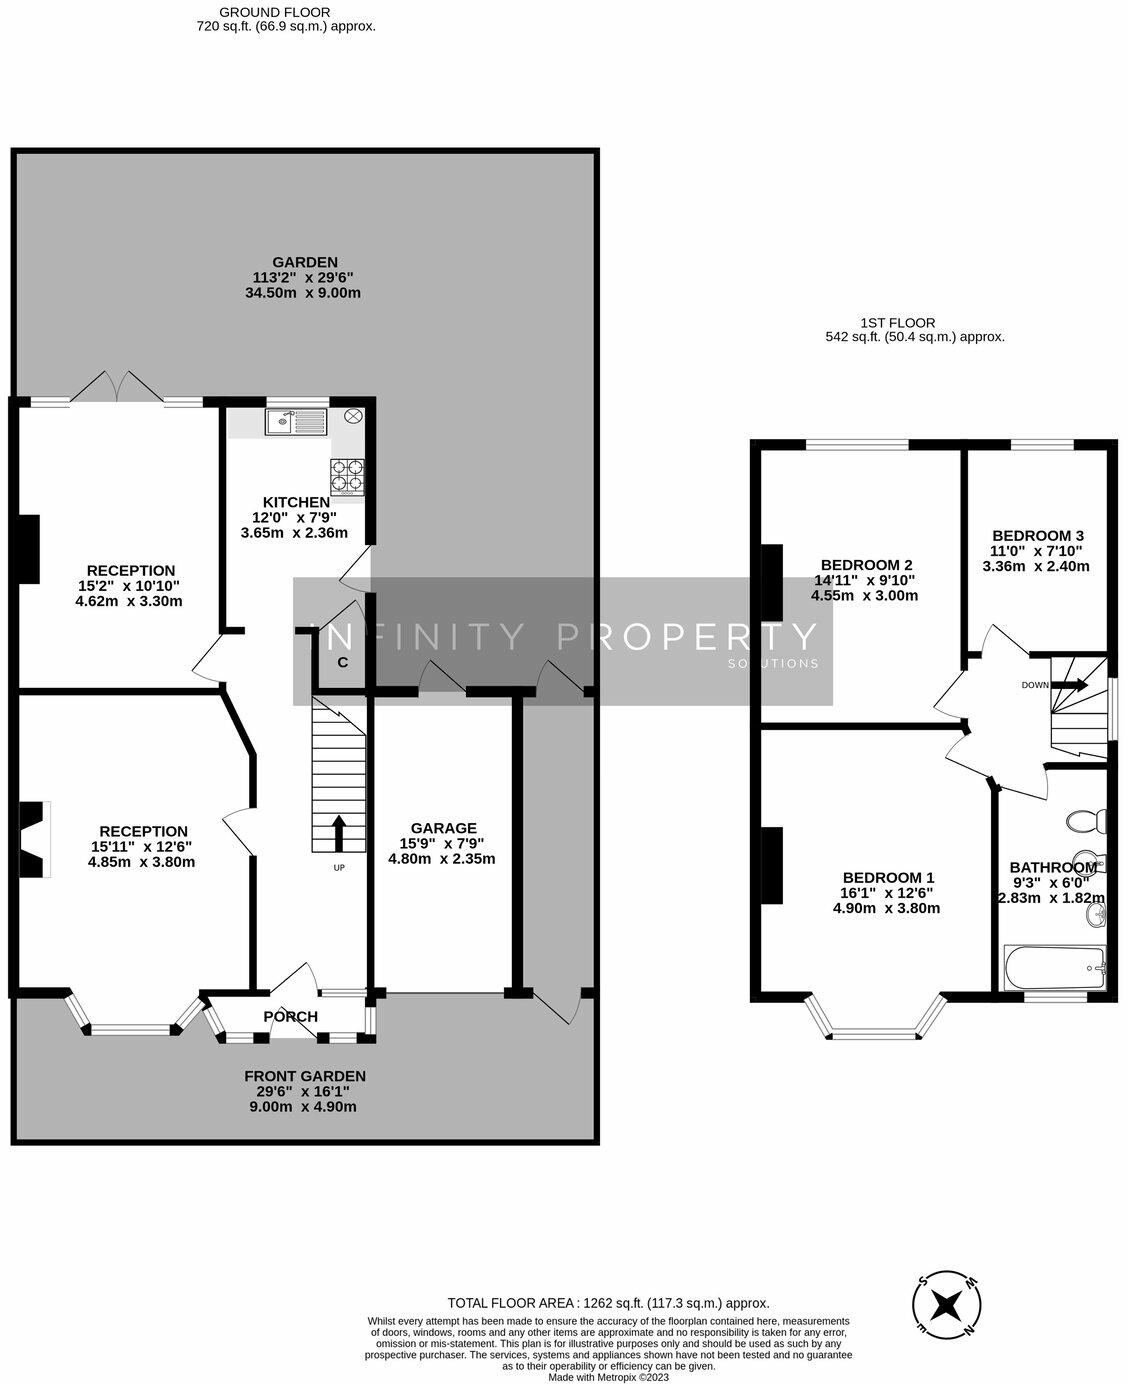 GROUND FLOOR
720 sq.ft. (66.9 sq.m.) approx.
GARDEN
113'2" x 29'6"
34.50m x 9.00m
1ST FLOOR
542 sq.ft. (50.4 sq.m.) approx.
KITCHEN
12'0" x 7'9"
3.65m x 2.36m
RECEPTION
15'2" x 10'10"
4.62m x 3.30m
BEDROOM 3
11'0" x 7'10"
3.36m x 2.40m
BEDROOM 2
14'11" x 9'10"
4.55m x 3.00m
INFINITY PROPERTY
SOLUTIONS
C
DOWN
RECEPTION
15'11" x 12'6"
4.85m x 3.80m
UP
GARAGE
15'9" x 7'9"
4.80m x 2.35m
BEDROOM 1
16'1" x 12'6"
4.90m x 3.80m
BATHROOM
9'3" x 6'0"
2.83m x 1.82m
PORCH
FRONT GARDEN
29'6" x 16'1"
9.00m x 4.90m
S
W
E
N
TOTAL FLOOR AREA : 1262 sq.ft. (117.3 sq.m.) approx.
Whilst every attempt has been made to ensure the accuracy of the floorplan contained here, measurements
of doors, windows, rooms and any other items are approximate and no responsibility is taken for any error,
omission or mis-statement. This plan is for illustrative purposes only and should be used as such by any
prospective purchaser. The services, systems and appliances shown have not been tested and no guarantee
as to their operability or efficiency can be given.
Made with Metropix ©2023